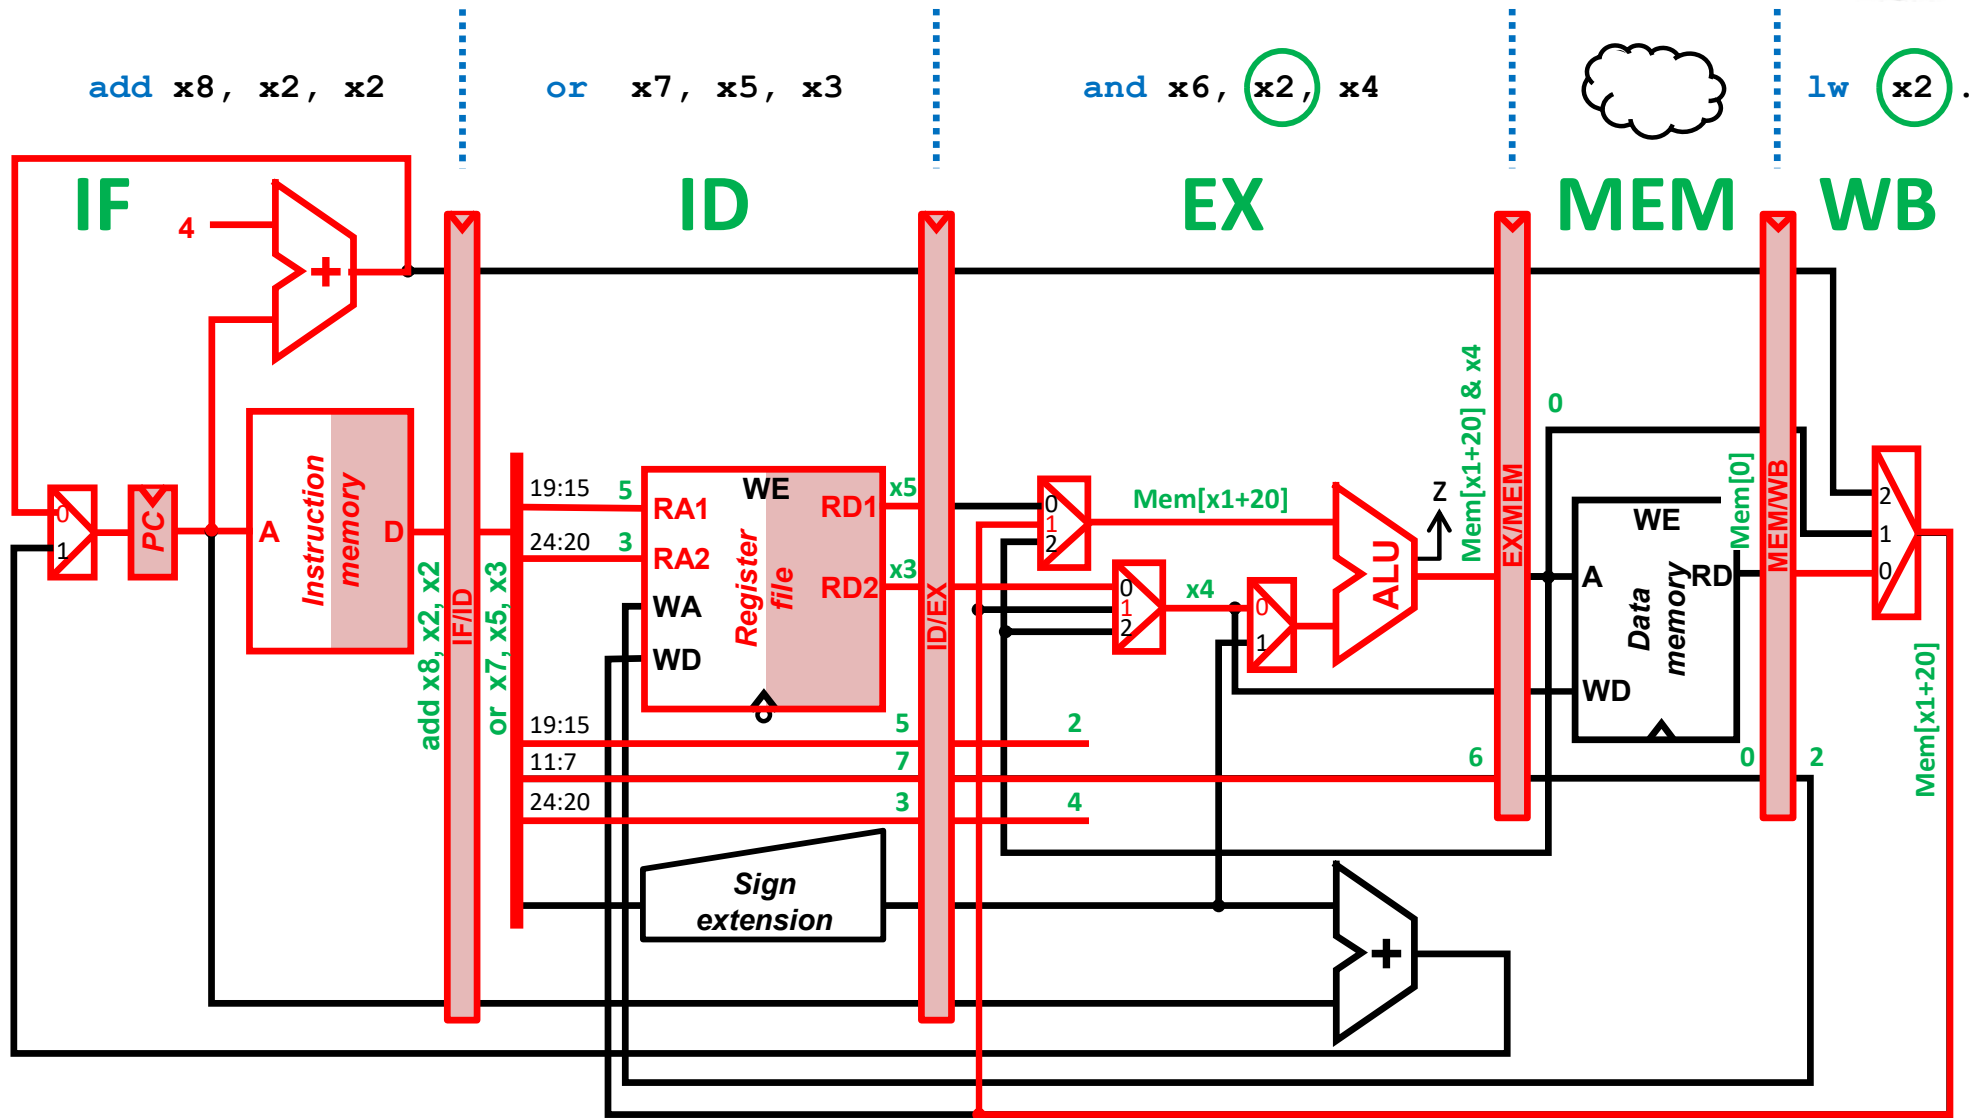 add x8, x2, x2
or x7, x5, x3
and x6, x2, x4
lw x2 .
IF
ID
EX
MEM
WB
4
+
0
1
PC
A
Instruction memory
D
add x8, x2, x2
IF/ID
or x7, x5, x3
19:15
5
24:20
3
RA1
RA2
WA
WD
WE
Register file
RD1
RD2
x5
x3
19:15
5
2
11:7
7
6
24:20
3
4
Sign extension
ID/EX
0
1
2
Mem[x1+20]
0
1
2
x4
0
1
ALU
Z
+
Mem[x1+20] & x4
EX/MEM
0
A
WE
RD
Data memory
WD
Mem[0]
0
MEM/WB
2
2
1
0
Mem[x1+20]